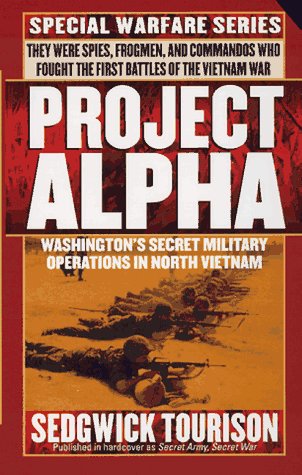 SPECIAL WARFARE SERIES
THEY WERE SPIES, FROGMEN, AND COMMANDOS WHO
FOUGHT THE FIRST BATTLES OF THE VIETNAM WAR
PROJECT
ALPHA
WASHINGTON'S SECRET MILITARY
OPERATIONS IN NORTH VIETNAM
SEDGWICK TOURISON
Published in hardcover as Secret Army, Secret War